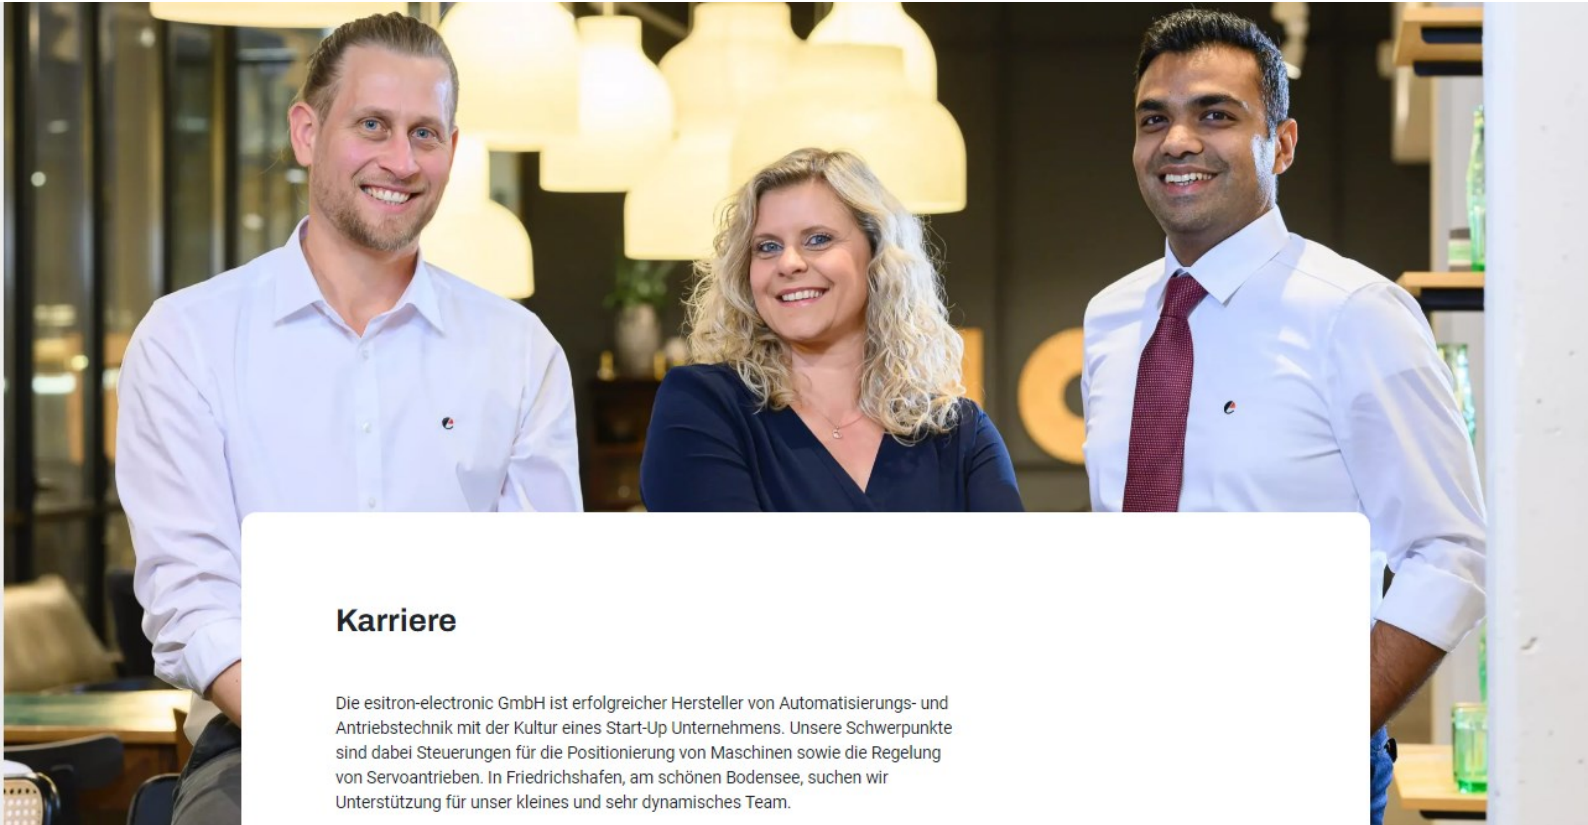 Karriere
Die esitron-electronic GmbH ist erfolgreicher Hersteller von Automatisierungs- und
Antriebstechnik mit der Kultur eines Start-Up Unternehmens. Unsere Schwerpunkte
sind dabei Steuerungen für die Positionierung von Maschinen sowie die Regelung
von Servoantrieben. In Friedrichshafen, am schönen Bodensee, suchen wir
Unterstützung für unser kleines und sehr dynamisches Team.